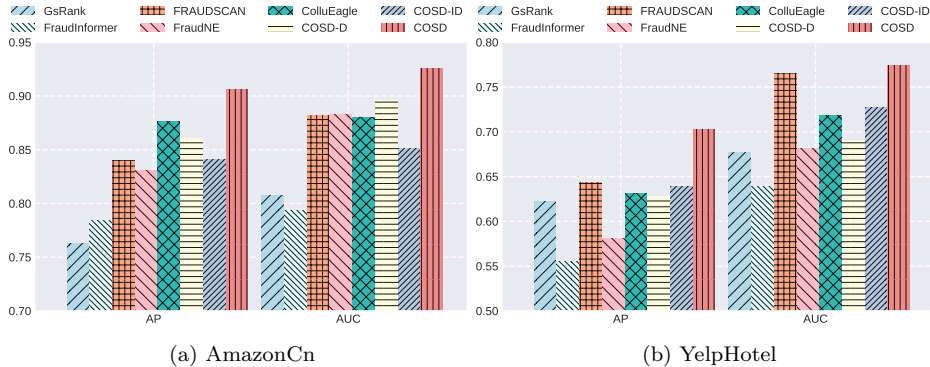 GsRank FRAUDSCAN ColluEagle COSD-ID
FraudInformer FraudNE COSD-D COSD
0.95
0.90
0.85
0.80
0.75
0.70
AP AUC
(a) AmazonCn
GsRank FRAUDSCAN ColluEagle COSD-ID
FraudInformer FraudNE COSD-D COSD
0.80
0.75
0.70
0.65
0.60
0.55
0.50
AP AUC
(b) YelpHotel